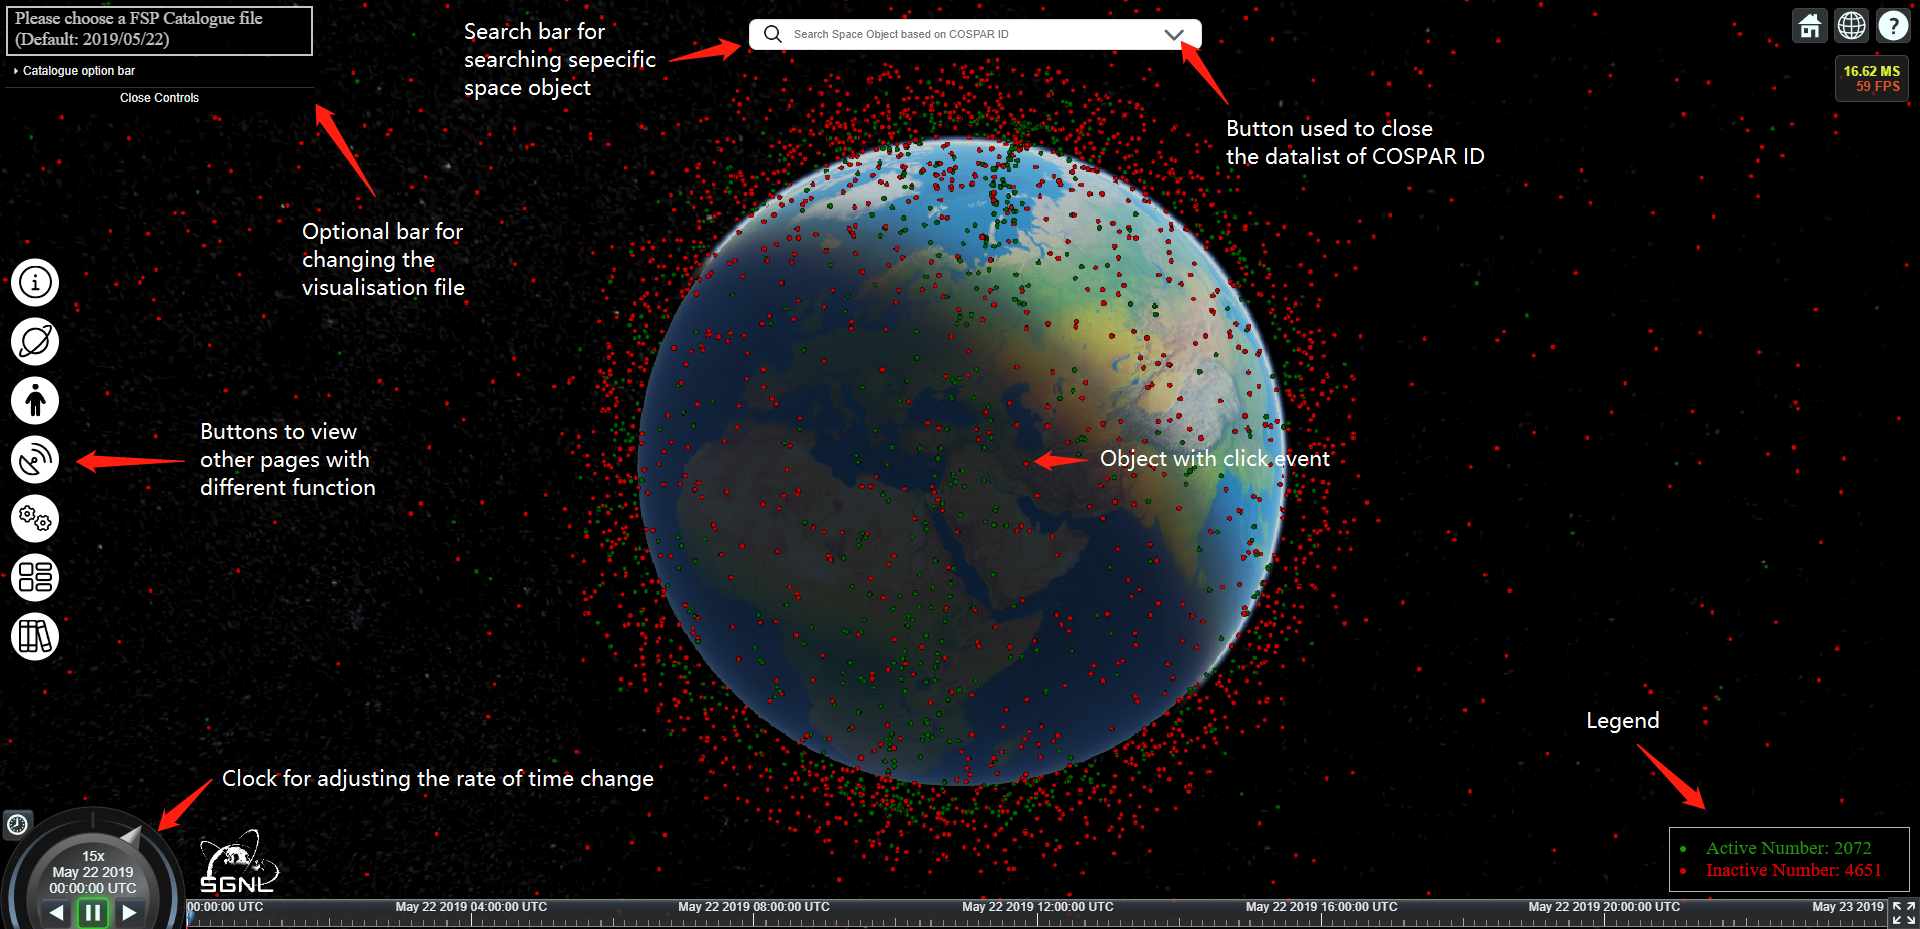 Please choose a FSP Catalogue file
(Default: 2019/05/22)
Catalogue option bar
Close Controls
Search bar for
searching sepecific
space object
Search Space Object based on COSPAR ID
?
16.62 MS
59 FPS
Button used to close
the datalist of COSPAR ID
Optional bar for
changing the
visualisation file
i
Buttons to view
other pages with
different function
Object with click event
Legend
Clock for adjusting the rate of time change
Active Number: 2072
Inactive Number: 4651
15x
May 22 2019
00:00:00 UTC
SGNL
00:00:00 UTC
May 22 2019 04:00:00 UTC
May 22 2019 08:00:00 UTC
May 22 2019 12:00:00 UTC
May 22 2019 16:00:00 UTC
May 22 2019 20:00:00 UTC
May 23 2019